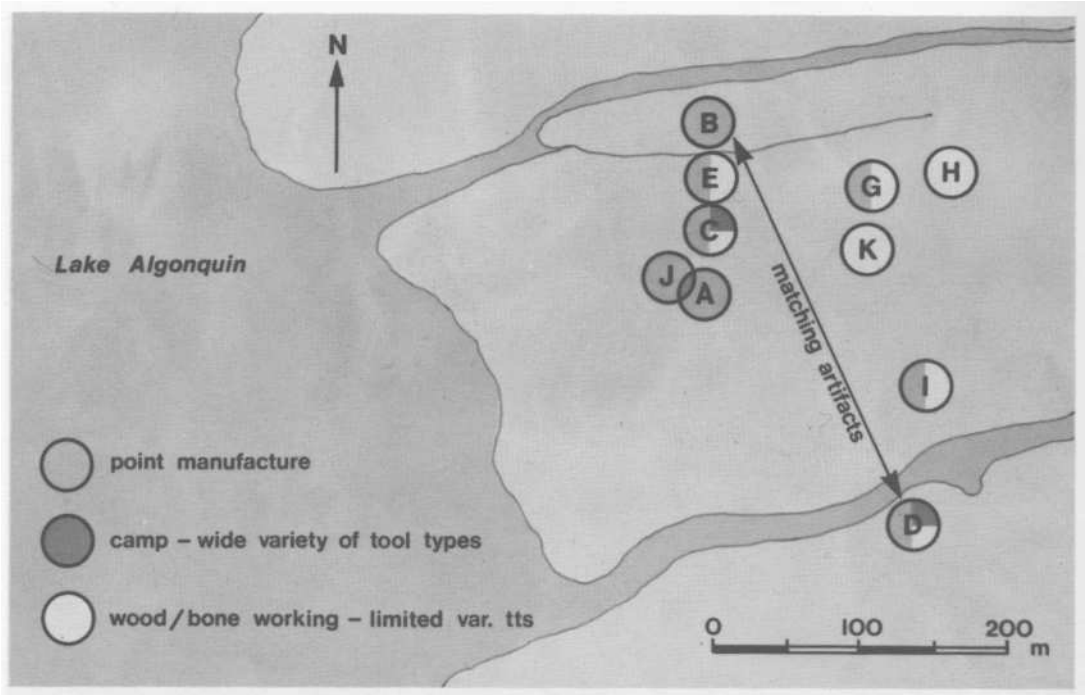 N
B
E
G
H
C
K
Lake Algonquin
J
A
matching artifacts
I
point manufacture
camp – wide variety of tool types
D
wood/bone working – limited var. tts
0 100 200
m